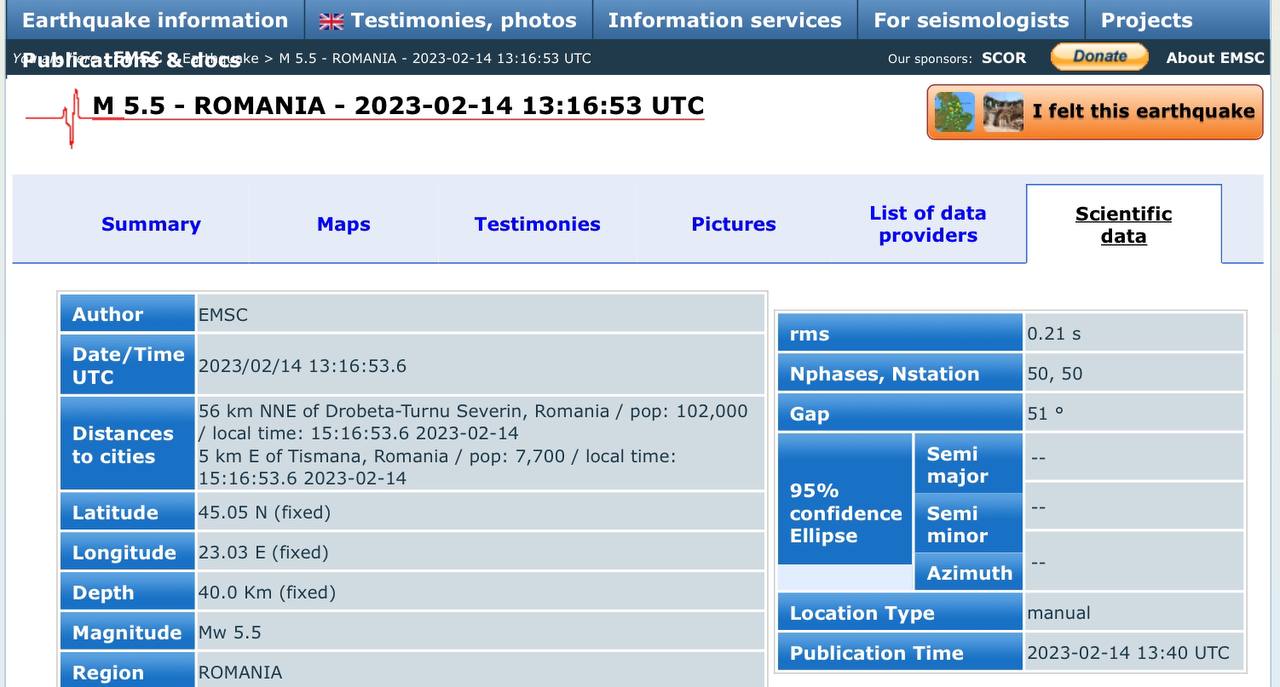 Earthquake information
Testimonies, photos
Information services
For seismologists
Projects
Publications & docs
EMSC > Earthquake > M 5.5 - ROMANIA - 2023-02-14 13:16:53 UTC
Our sponsors: SCOR
Donate
About EMSC
M 5.5 - ROMANIA - 2023-02-14 13:16:53 UTC
I felt this earthquake
Summary
Maps
Testimonies
Pictures
List of data
providers
Scientific
data
Author
EMSC
Date/Time
UTC
2023/02/14 13:16:53.6
Distances
to cities
56 km NNE of Drobeta-Turnu Severin, Romania / pop: 102,000
/ local time: 15:16:53.6 2023-02-14
5 km E of Tismana, Romania / pop: 7,700 / local time:
15:16:53.6 2023-02-14
Latitude
45.05 N (fixed)
Longitude
23.03 E (fixed)
Depth
40.0 Km (fixed)
Magnitude
Mw 5.5
Region
ROMANIA
rms
0.21 s
Nphases, Nstation
50, 50
Gap
51 °
95%
confidence
Ellipse
Semi
major
--
Semi
minor
--
Azimuth
--
Location Type
manual
Publication Time
2023-02-14 13:40 UTC